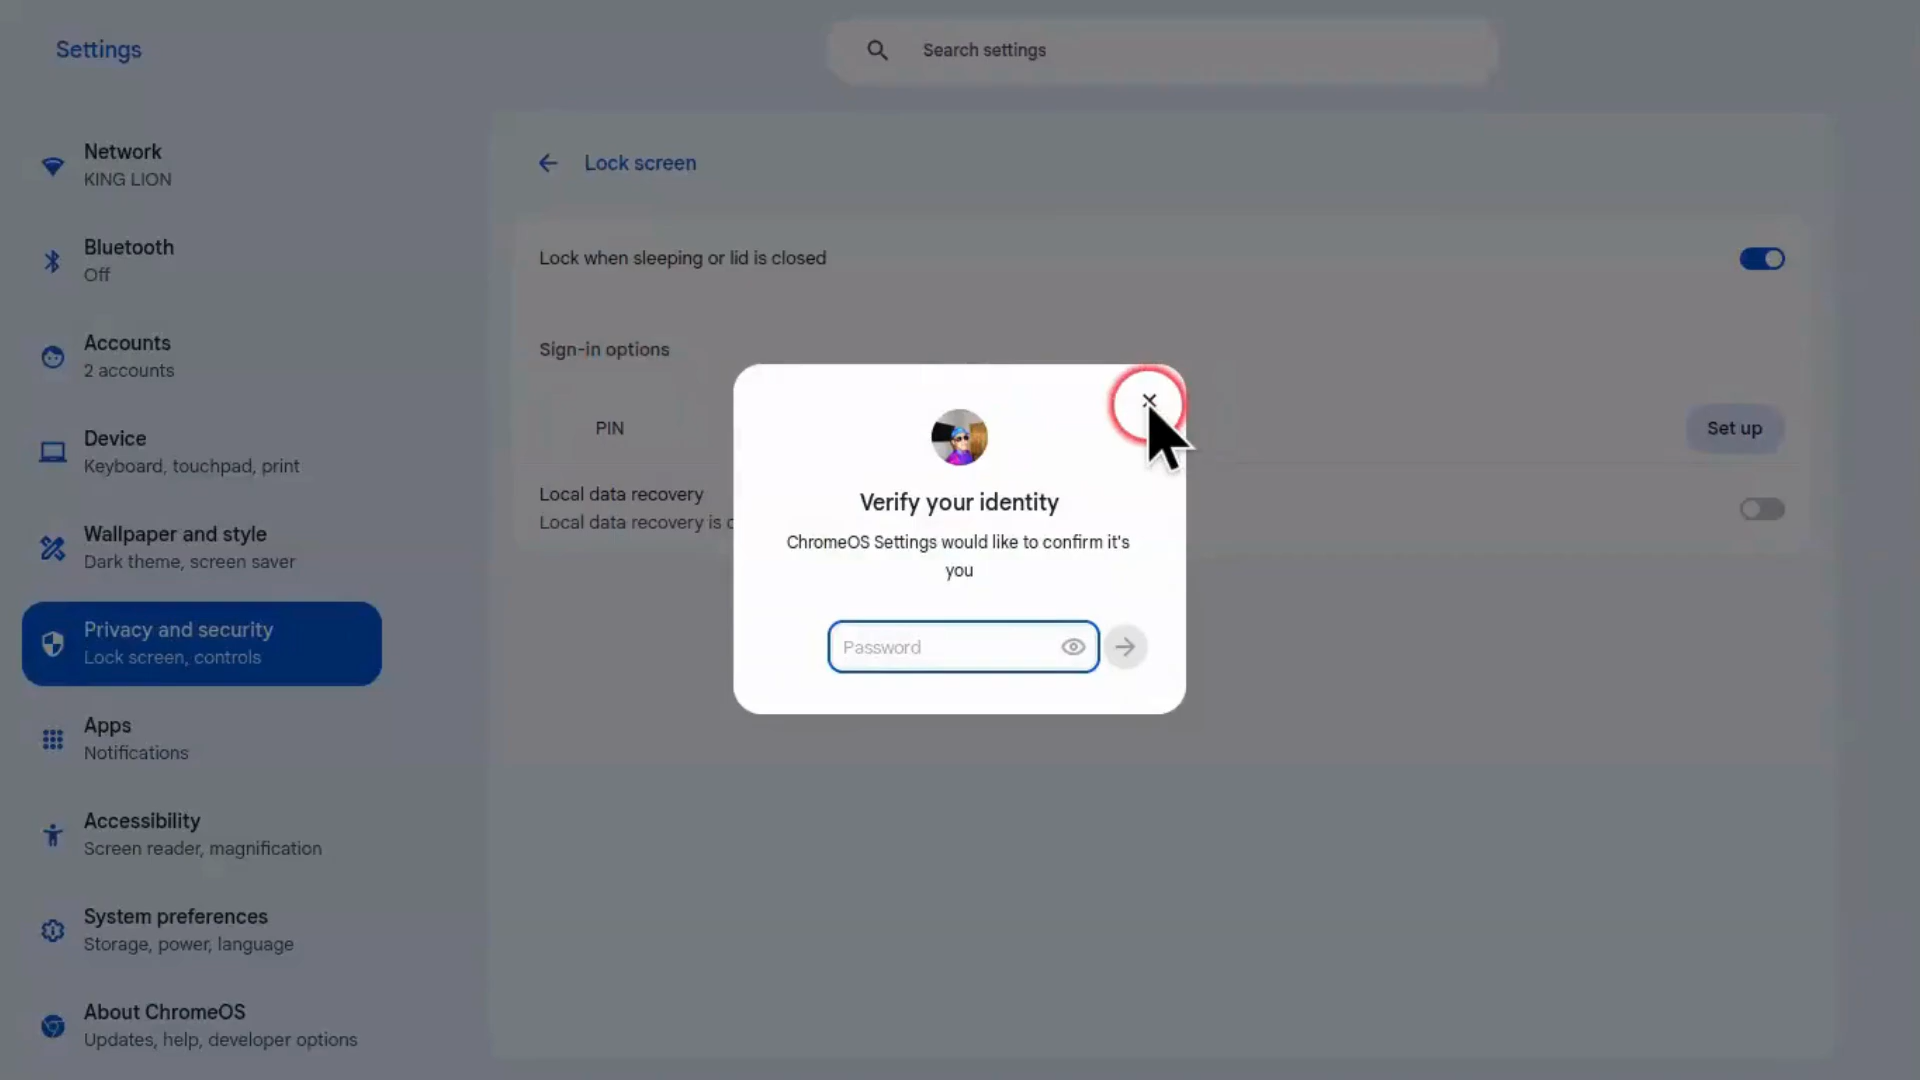 Settings
Search settings
Network
KING LION
Bluetooth
Off
Accounts
2 accounts
Device
Keyboard, touchpad, print
Wallpaper and style
Dark theme, screen saver
Privacy and security
Lock screen, controls
Apps
Notifications
Accessibility
Screen reader, magnification
System preferences
Storage, power, language
About ChromeOS
Updates, help, developer options
Lock screen
Lock when sleeping or lid is closed
Sign-in options
PIN
Set up
Local data recovery
Local data recovery is
Verify your identity
ChromeOS Settings would like to confirm it's
you
Password